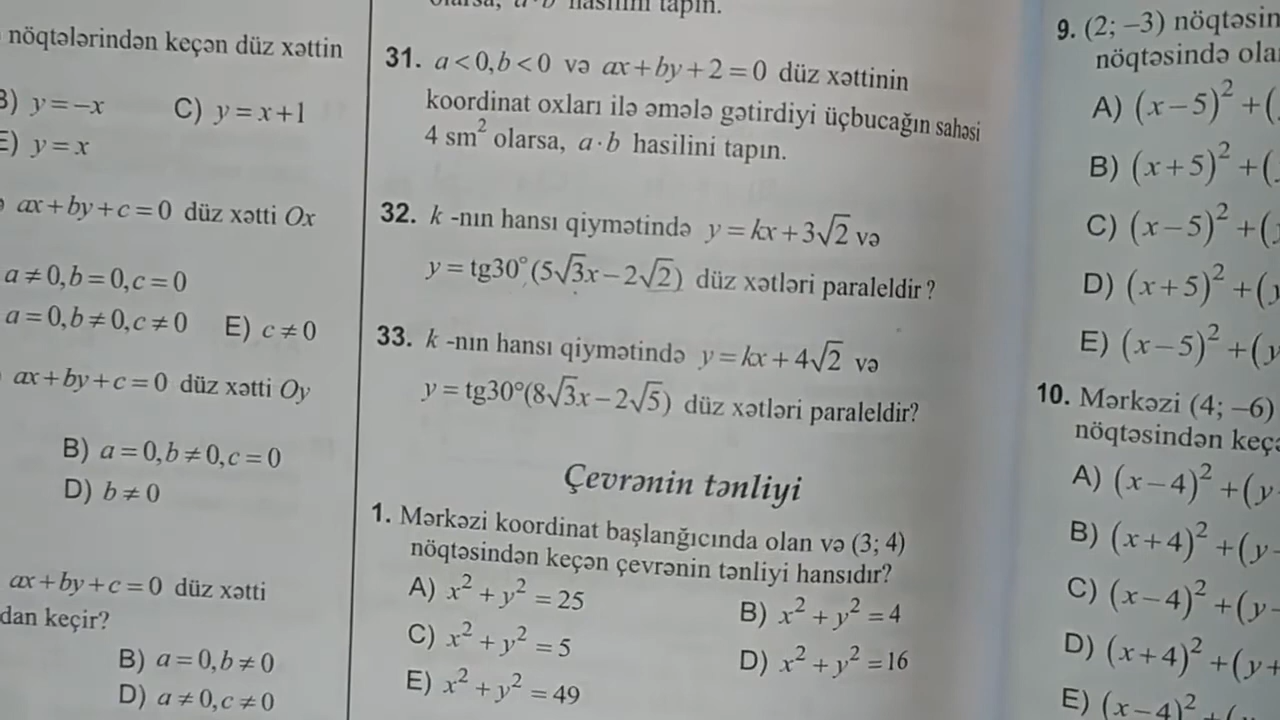 nöqtələrindən keçən düz xəttin
B) y=−x C) y=x+1
E) y=x
ax+by+c=0 düz xətti Ox
a≠0,b=0,c=0
a=0,b≠0,c≠0 E) c≠0
ax+by+c=0 düz xətti Oy
B) a=0,b≠0,c=0
D) b≠0
ax+by+c=0 düz xətti
dan keçir?
B) a=0,b≠0
D) a≠0,c≠0
olarsa, a·b hasilini tapın.
31. a<0,b<0 və ax+by+2=0 düz xəttinin
koordinat oxları ilə əmələ gətirdiyi üçbucağın sahəsi
4 sm² olarsa, a·b hasilini tapın.
32. k -nın hansı qiymətində y=kx+3√2 və
y=tg30°(5√3x−2√2) düz xətləri paraleldir?
33. k -nın hansı qiymətində y=kx+4√2 və
y=tg30°(8√3x−2√5) düz xətləri paraleldir?
Çevrənin tənliyi
1. Mərkəzi koordinat başlanğıcında olan və (3; 4)
nöqtəsindən keçən çevrənin tənliyi hansıdır?
A) x²+y²=25 B) x²+y²=4
C) x²+y²=5 D) x²+y²=16
E) x²+y²=49
9. (2; −3) nöqtəsin
nöqtəsində ola
A) (x−5)²+(
B) (x+5)²+(
C) (x−5)²+(
D) (x+5)²+(
E) (x−5)²+(y
10. Mərkəzi (4; −6)
nöqtəsindən keçə
A) (x−4)²+(y
B) (x+4)²+(y−
C) (x−4)²+(y−
D) (x+4)²+(y+
E) (x−4)²+(